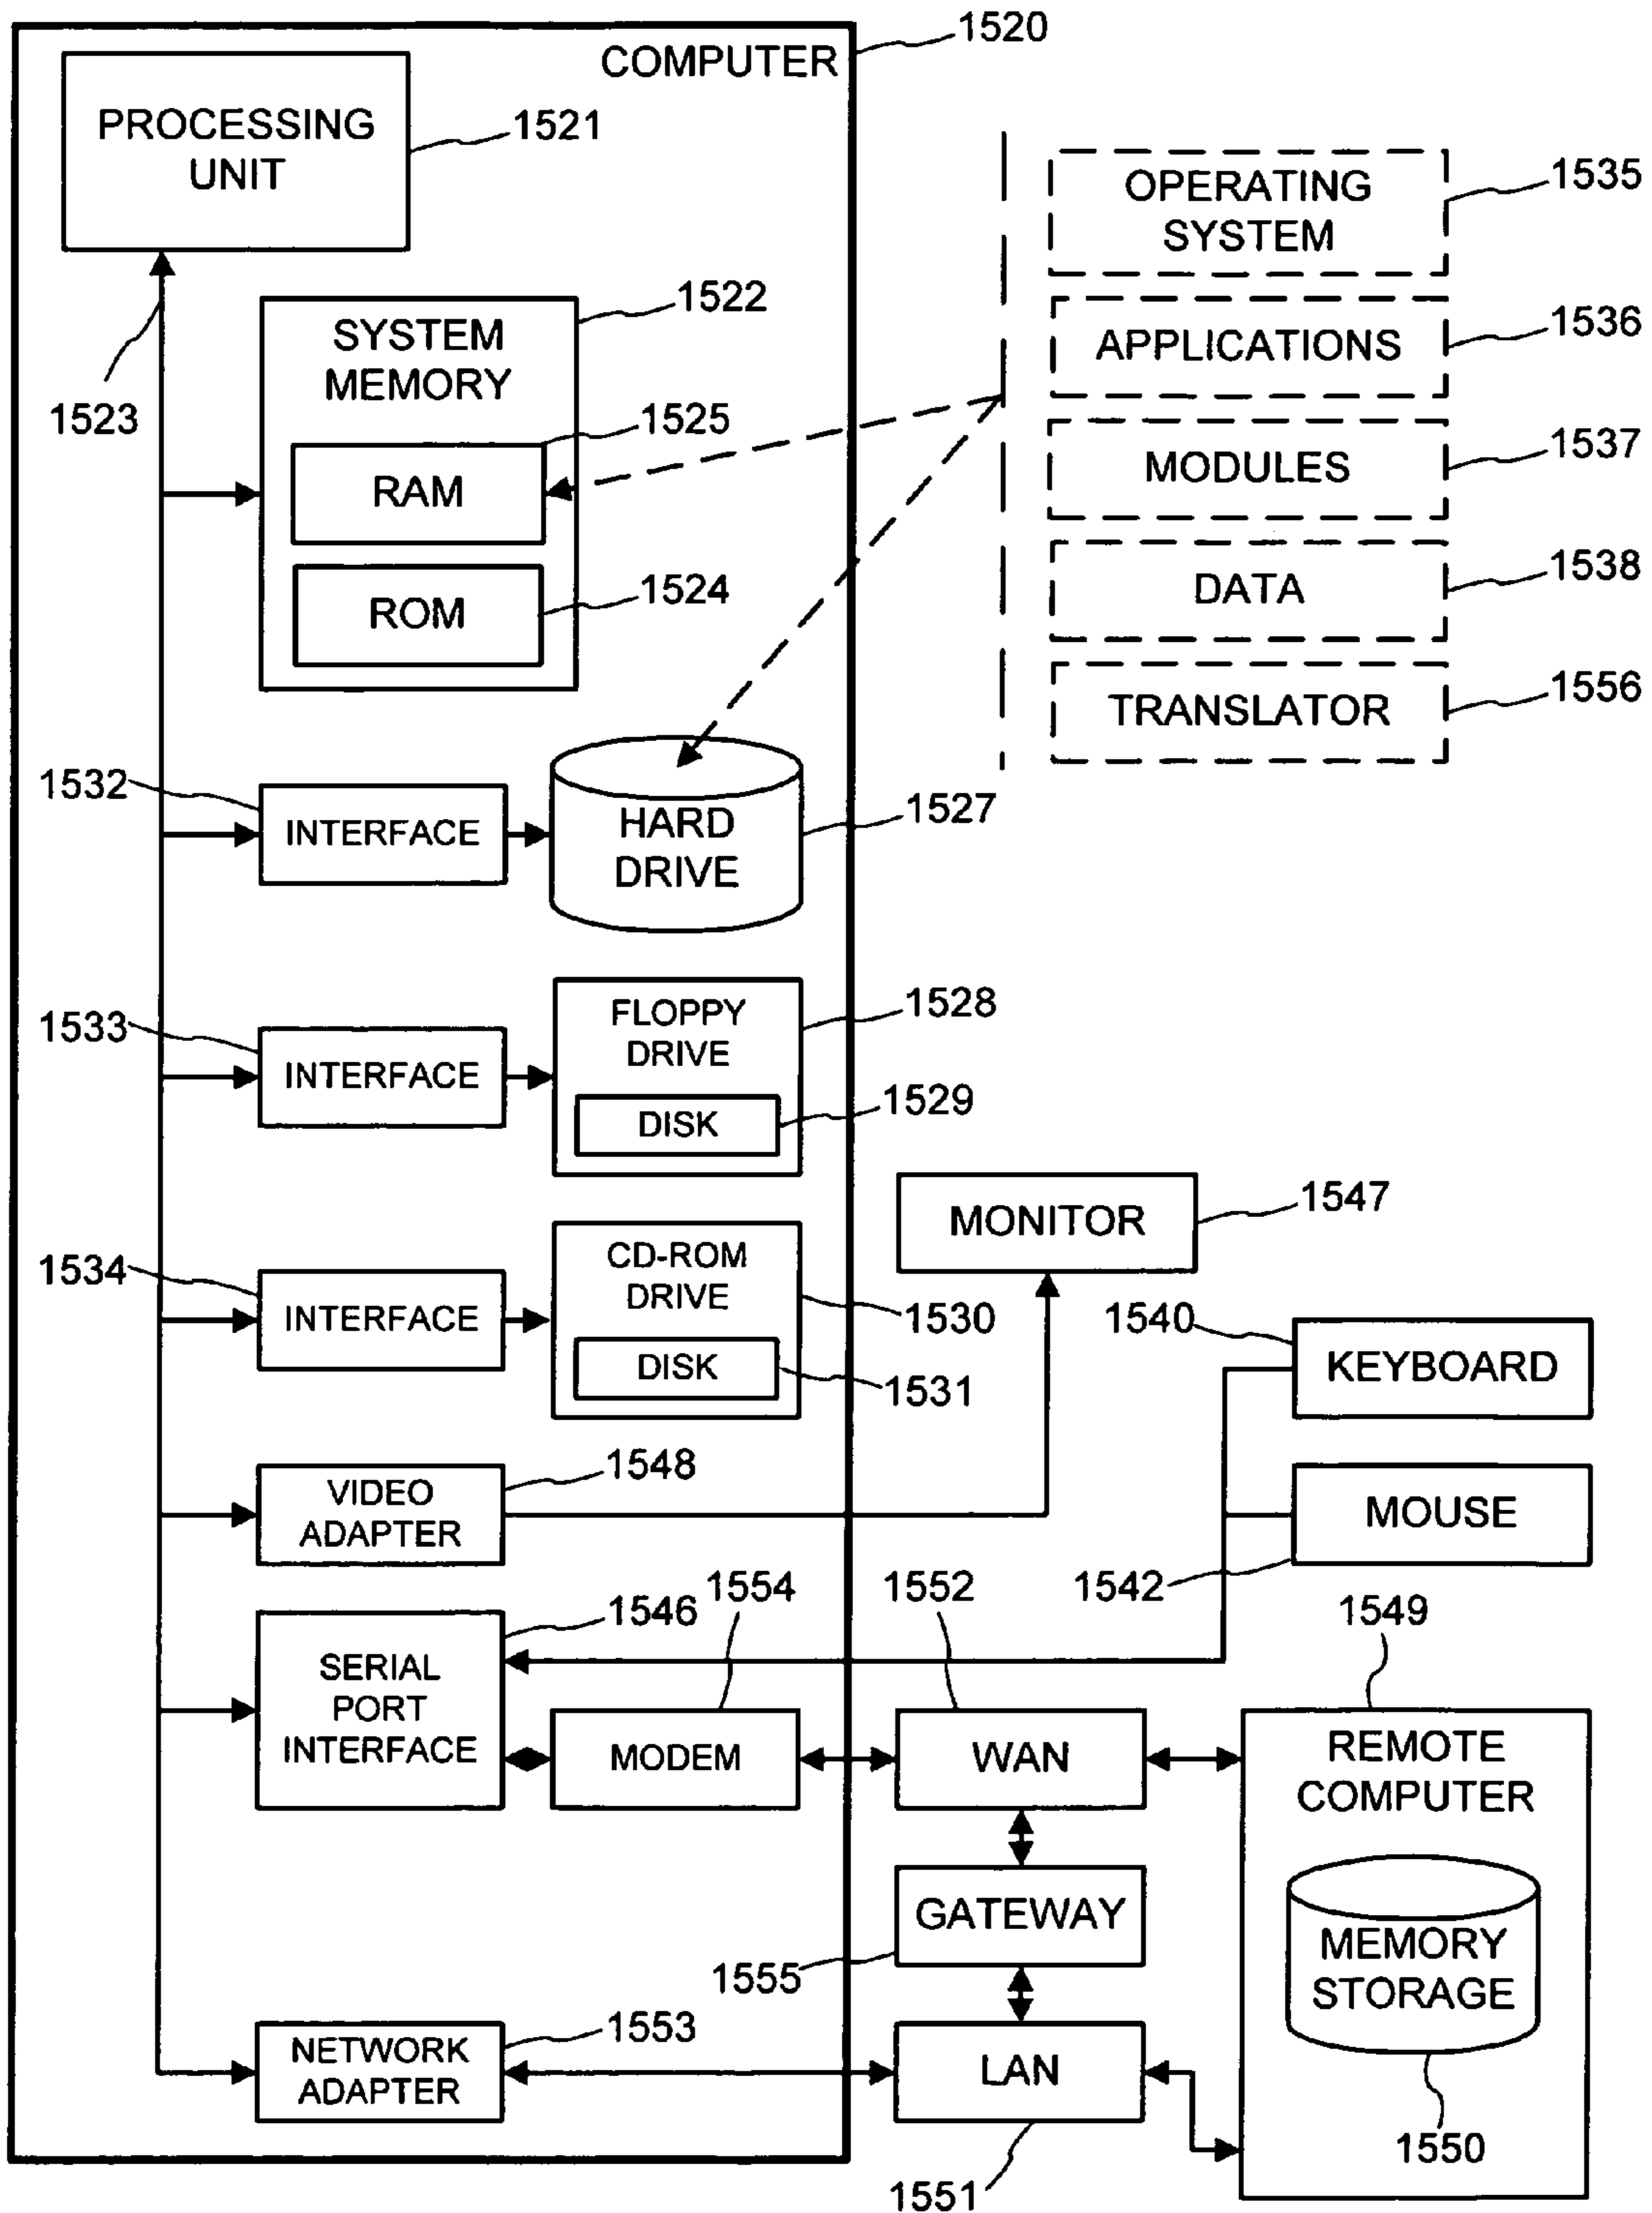 1520
COMPUTER
PROCESSING
UNIT
1521
OPERATING
SYSTEM
1535
1522
SYSTEM
MEMORY
APPLICATIONS
1536
1523
1525
RAM
MODULES
1537
1524
ROM
DATA
1538
TRANSLATOR
1556
1532
INTERFACE
HARD
DRIVE
1527
1533
INTERFACE
FLOPPY
DRIVE
1528
DISK
1529
MONITOR
1547
1534
INTERFACE
CD-ROM
DRIVE
1530
DISK
1531
1540
KEYBOARD
VIDEO
ADAPTER
1548
MOUSE
1542
1546
SERIAL
PORT
INTERFACE
1554
MODEM
1552
WAN
1549
REMOTE
COMPUTER
GATEWAY
1555
MEMORY
STORAGE
1550
NETWORK
ADAPTER
1553
LAN
1551